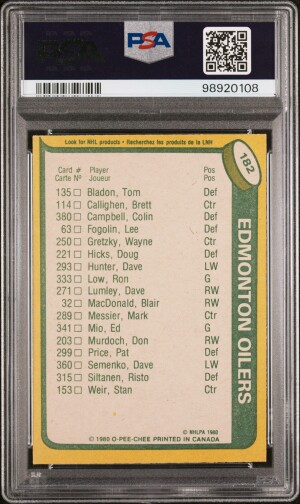 PSA
98920108
Look for NHL products • Recherchez les produits de la LNH
182
EDMONTON OILERS
Card # Player Pos
Carte Nº Joueur Pos
135 Bladon, Tom Def
114 Callighen, Brett Ctr
380 Campbell, Colin Def
63 Fogolin, Lee Def
250 Gretzky, Wayne Ctr
221 Hicks, Doug Def
293 Hunter, Dave LW
333 Low, Ron G
271 Lumley, Dave RW
32 MacDonald, Blair RW
289 Messier, Mark Ctr
341 Mio, Ed G
203 Murdoch, Don RW
299 Price, Pat Def
360 Semenko, Dave LW
315 Siltanen, Risto Def
153 Weir, Stan Ctr
© NHLPA 1980
© 1980 O-PEE-CHEE PRINTED IN CANADA